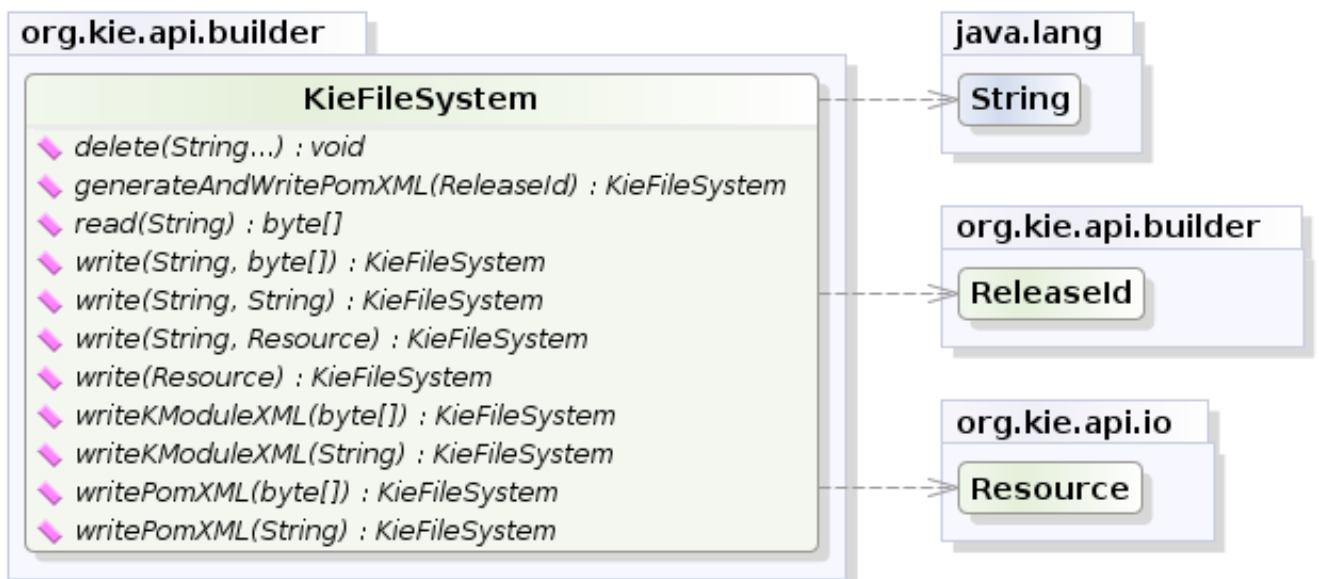 org.kie.api.builder
KieFileSystem
delete(String...) : void
generateAndWritePomXML(ReleaseId) : KieFileSystem
read(String) : byte[]
write(String, byte[]) : KieFileSystem
write(String, String) : KieFileSystem
write(String, Resource) : KieFileSystem
write(Resource) : KieFileSystem
writeKModuleXML(byte[]) : KieFileSystem
writeKModuleXML(String) : KieFileSystem
writePomXML(byte[]) : KieFileSystem
writePomXML(String) : KieFileSystem
java.lang
String
org.kie.api.builder
ReleaseId
org.kie.api.io
Resource